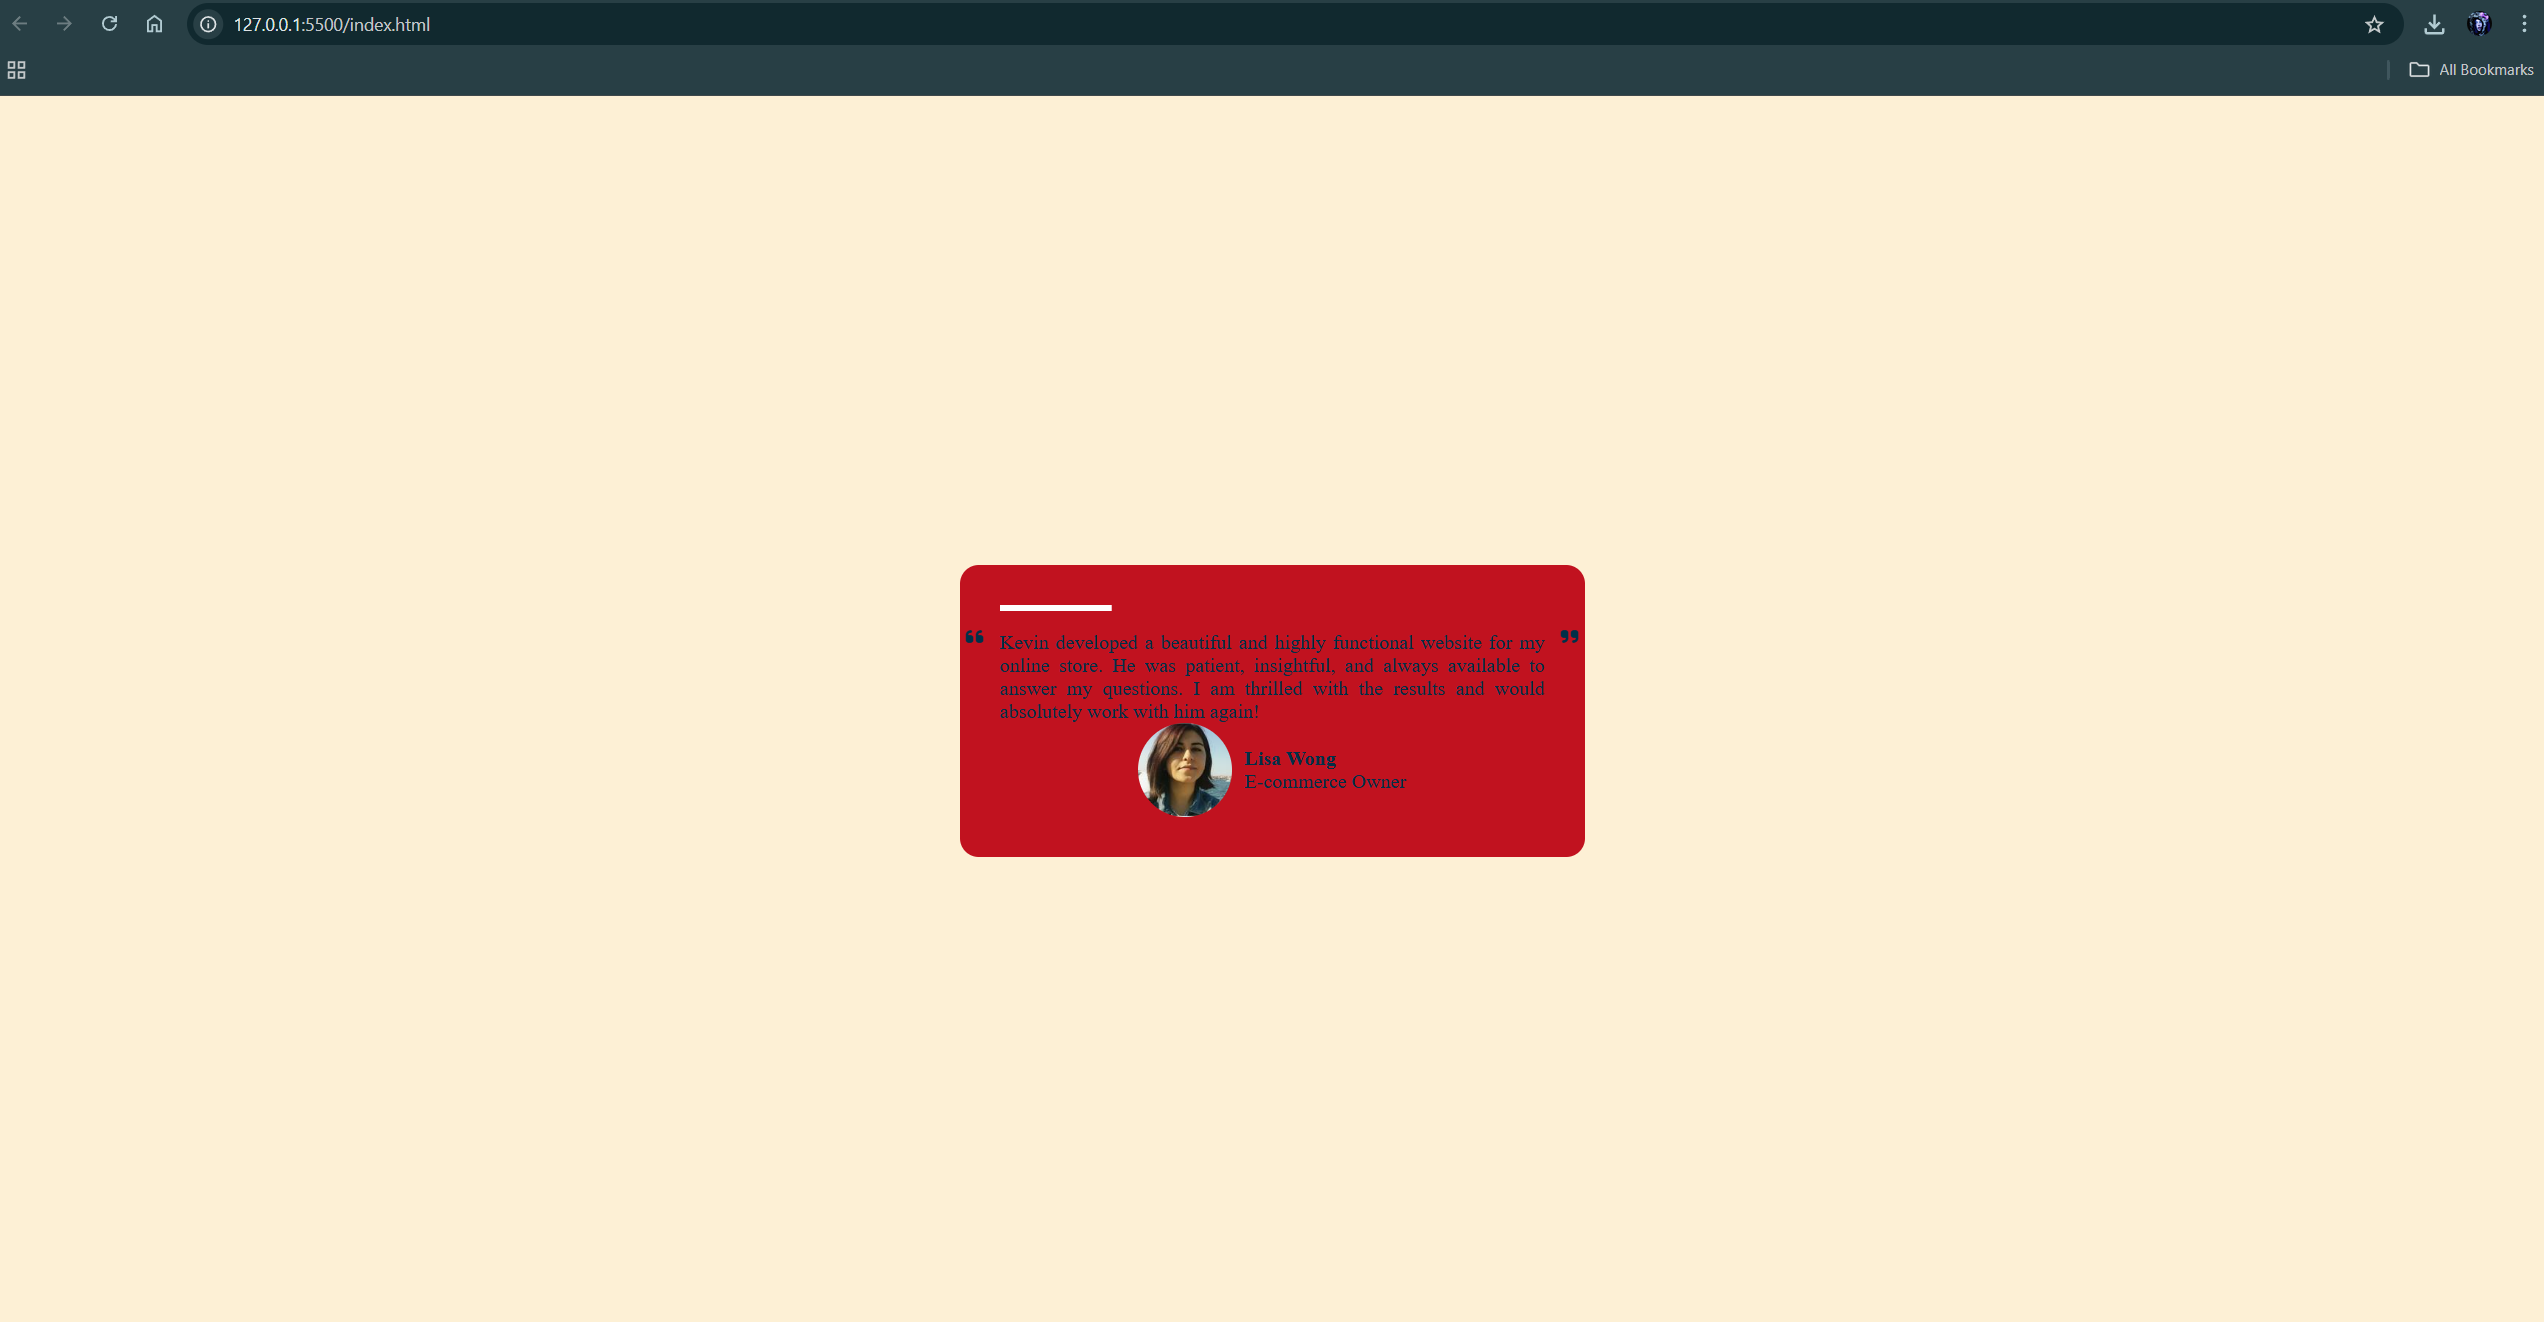 127.0.0.1:5500/index.html
All Bookmarks
“
Kevin developed a beautiful and highly functional website for my
”
online store. He was patient, insightful, and always available to
answer my questions. I am thrilled with the results and would
absolutely work with him again!
Lisa Wong
E-commerce Owner